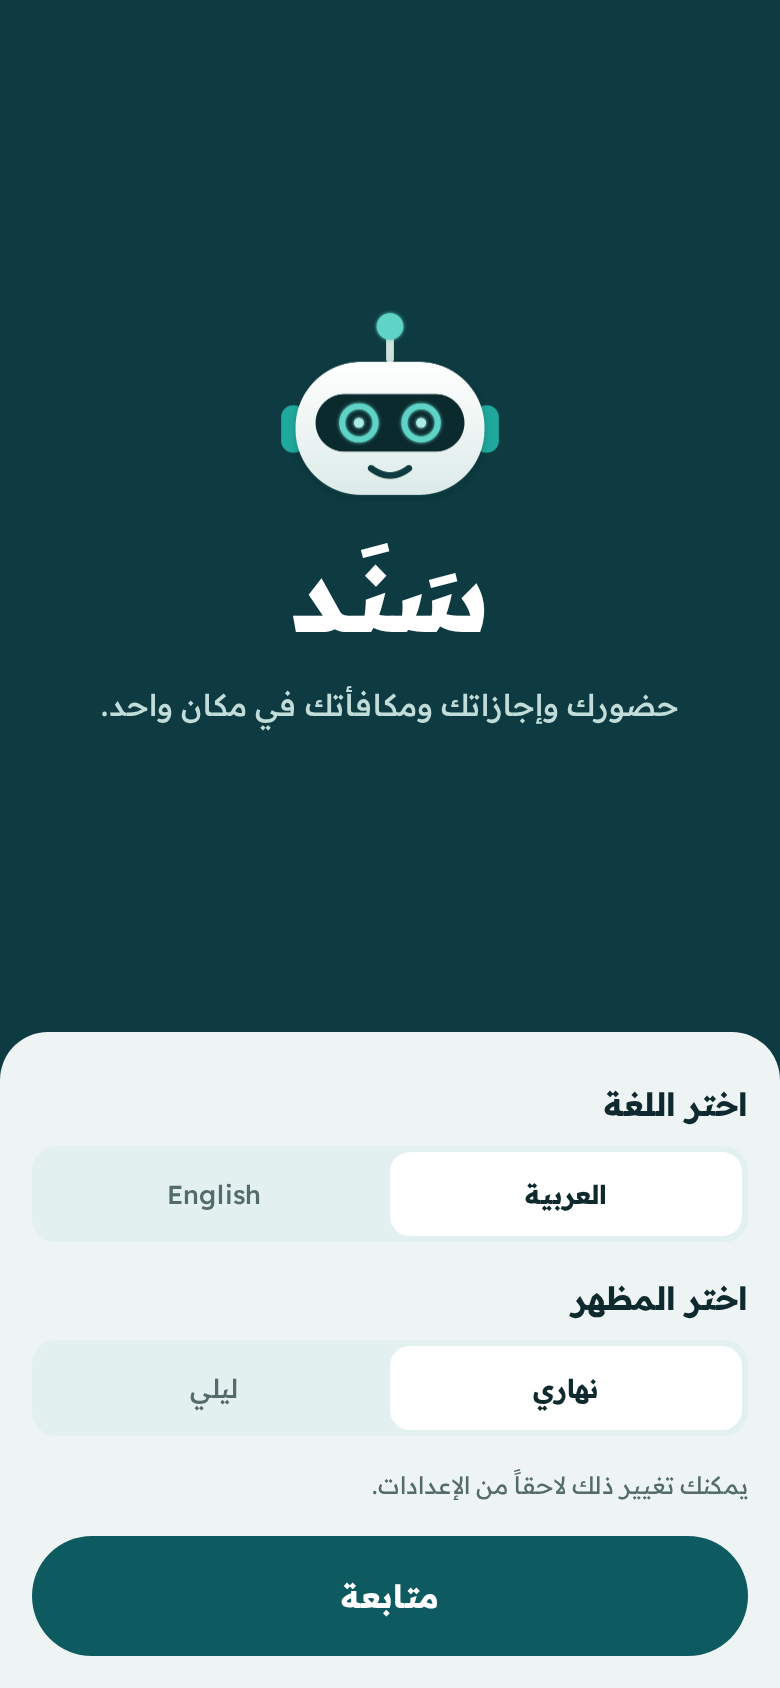 سَنَد
حضورك وإجازاتك ومكافأتك في مكان واحد.
اختر اللغة
العربية English
اختر المظهر
نهاري ليلي
يمكنك تغيير ذلك لاحقاً من الإعدادات.
متابعة